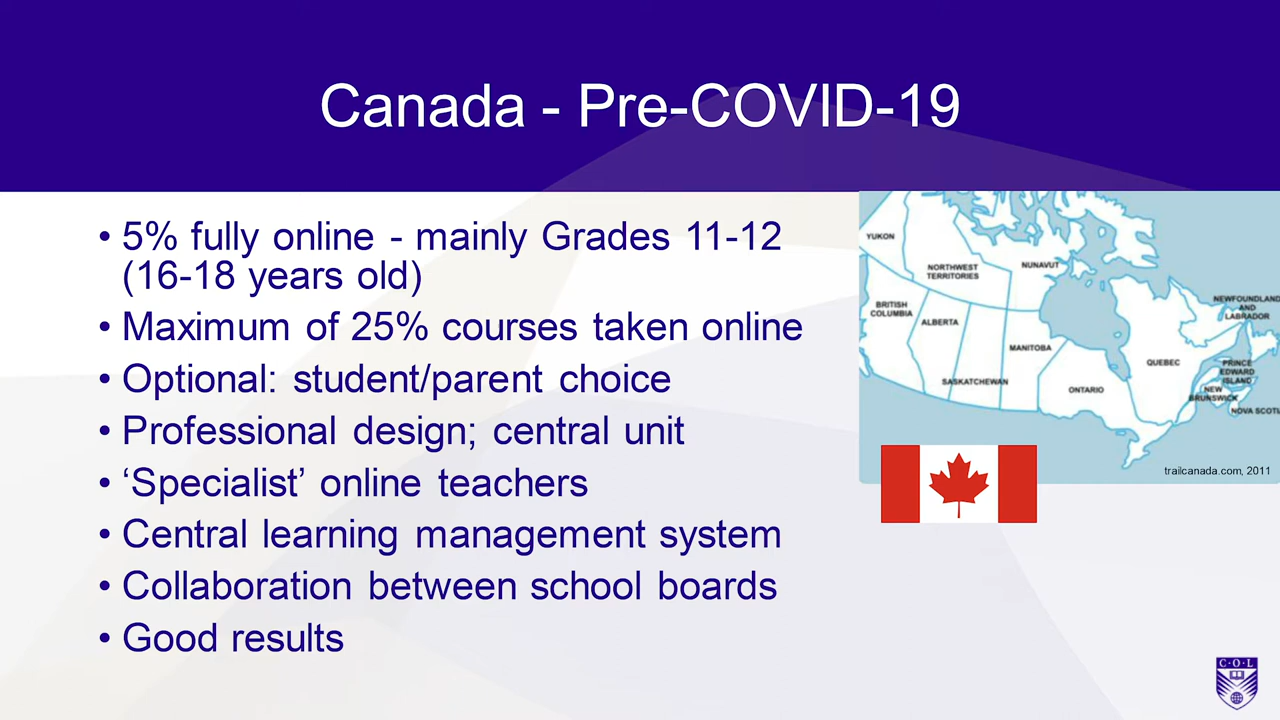 Canada - Pre-COVID-19
• 5% fully online - mainly Grades 11-12
(16-18 years old)
• Maximum of 25% courses taken online
• Optional: student/parent choice
• Professional design; central unit
• ‘Specialist’ online teachers
• Central learning management system
• Collaboration between school boards
• Good results
YUKON
NORTHWEST
TERRITORIES
NUNAVUT
BRITISH
COLUMBIA
ALBERTA
SASKATCHEWAN
MANITOBA
ONTARIO
QUEBEC
NEWFOUNDLAND
AND
LABRADOR
PRINCE
EDWARD
ISLAND
NEW
BRUNSWICK
NOVA SCOTI
trailcanada.com, 2011
C·O·L